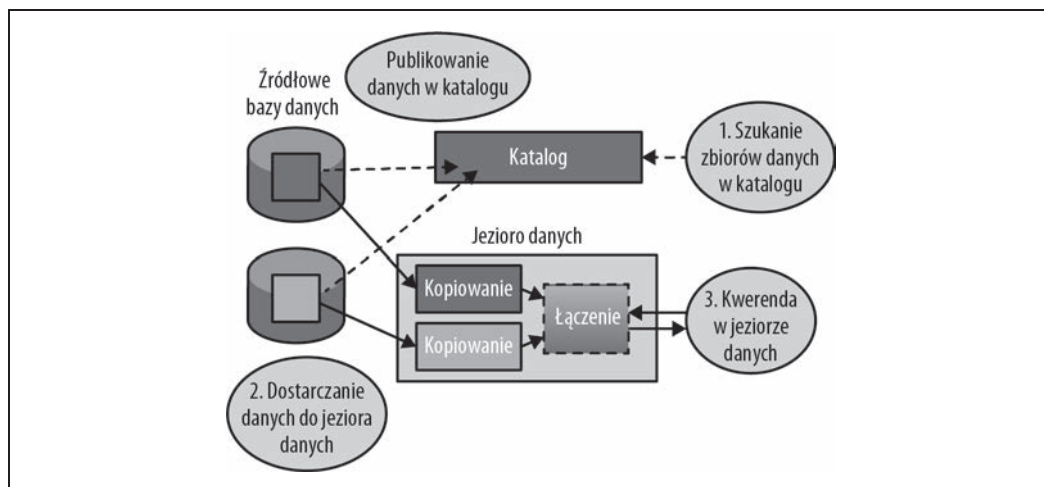 Publikowanie
danych w katalogu
Źródłowe
bazy danych
1. Szukanie
zbiorów danych
w katalogu
Katalog
Jezioro danych
Kopiowanie
Kopiowanie
Łączenie
3. Kwerenda
w jeziorze
danych
2. Dostarczanie
danych do jeziora
danych